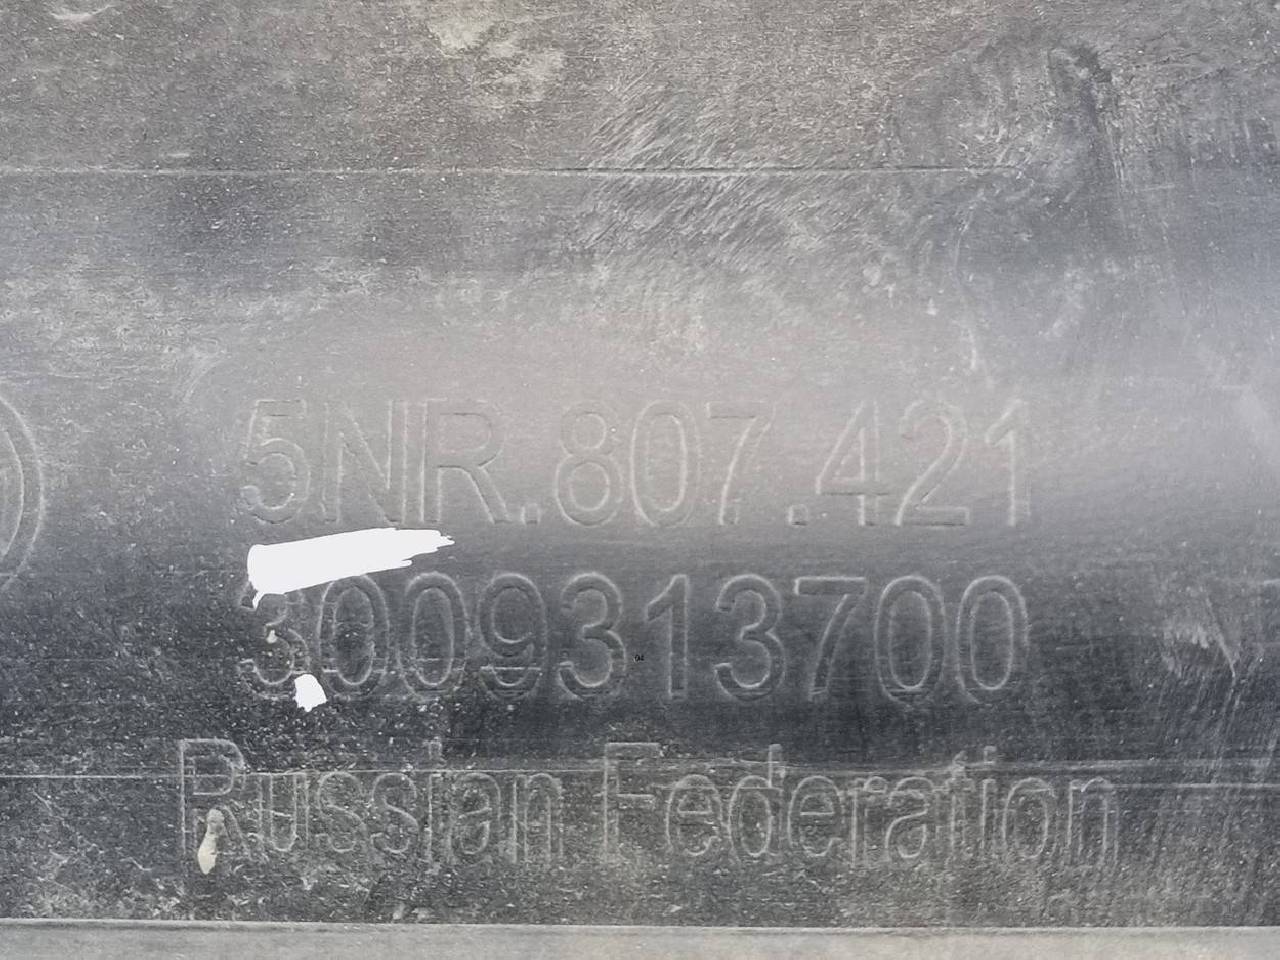 5NR.807.421
3009313700
Russian Federation